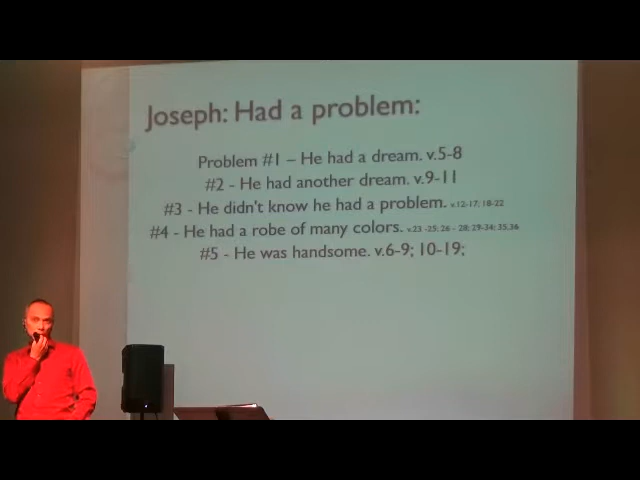 Joseph: Had a problem:
Problem #1 – He had a dream. v.5-8
#2 - He had another dream. v.9-11
#3 - He didn't know he had a problem. v.12-17; 18-22
#4 - He had a robe of many colors. v.23 -25; 26 - 28; 29-34; 35,36
#5 - He was handsome. v.6-9; 10-19;